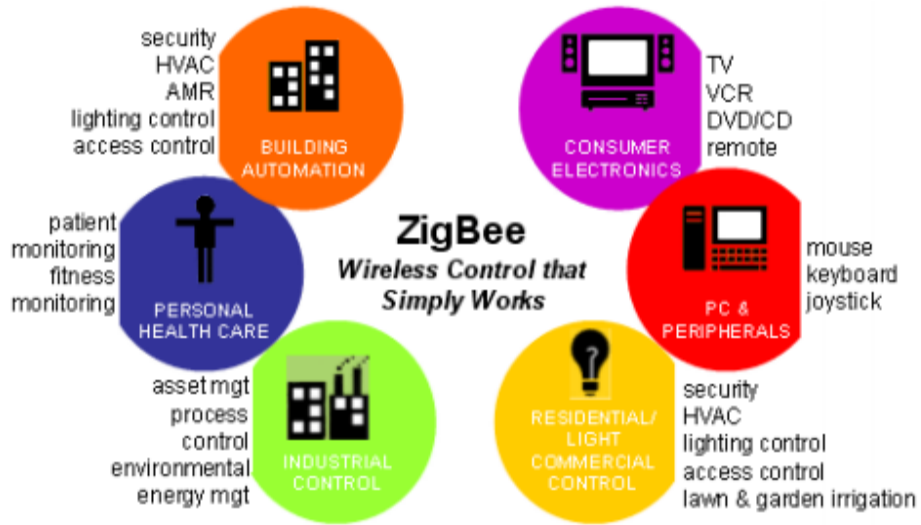 security
HVAC
AMR
lighting control
access control
BUILDING
AUTOMATION
CONSUMER
ELECTRONICS
TV
VCR
DVD/CD
remote
patient
monitoring
fitness
monitoring
PERSONAL
HEALTH CARE
ZigBee
Wireless Control that
Simply Works
PC &
PERIPHERALS
mouse
keyboard
joystick
asset mgt
process
control
environmental
energy mgt
INDUSTRIAL
CONTROL
?
RESIDENTIAL/
LIGHT
COMMERCIAL
CONTROL
security
HVAC
lighting control
access control
lawn & garden irrigation